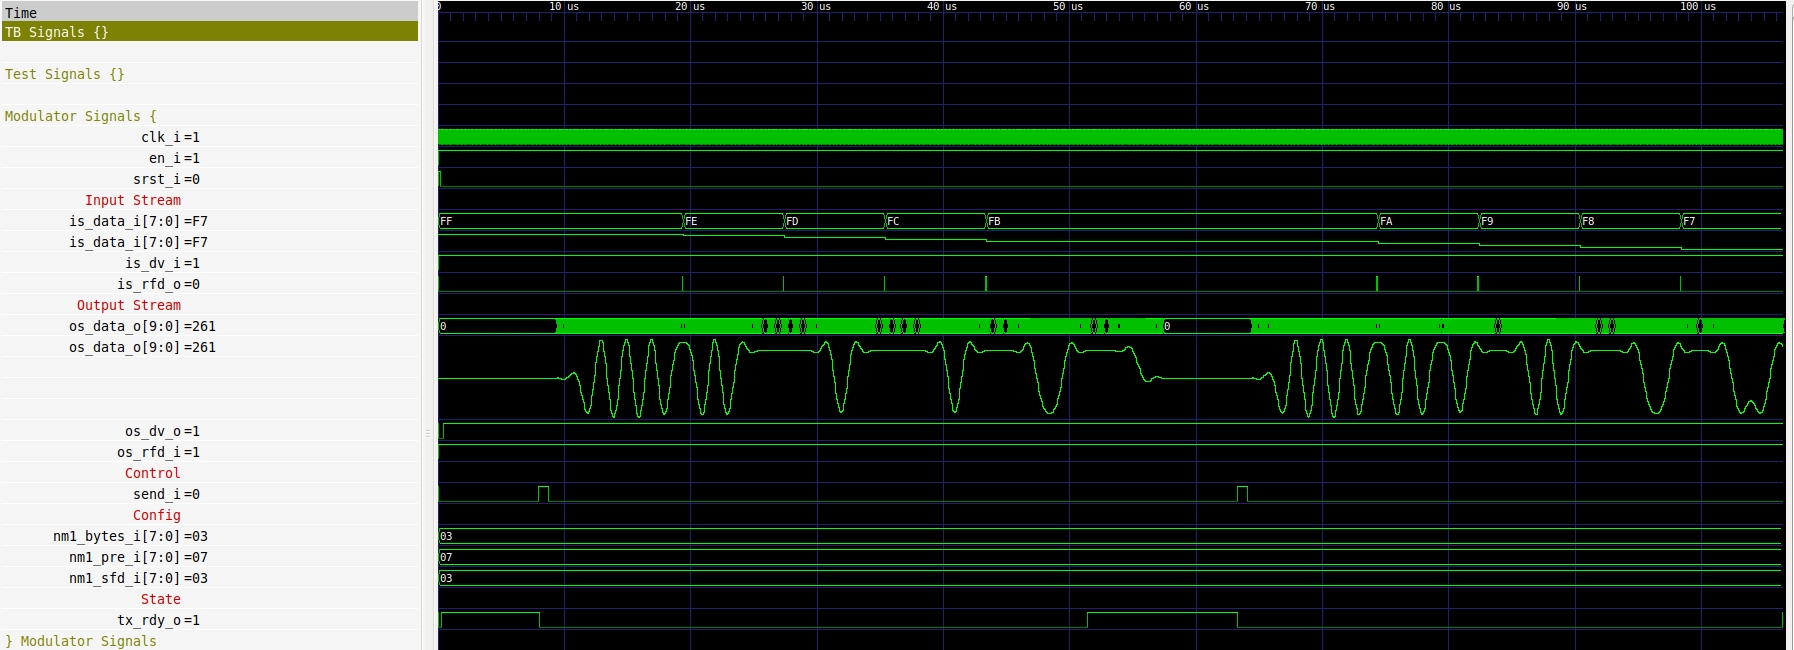 Time
0 10 us 20 us 30 us 40 us 50 us 60 us 70 us 80 us 90 us 100 us
TB Signals {}
Test Signals {}
Modulator Signals {
clk_i=1
en_i=1
srst_i=0
Input Stream
is_data_i[7:0]=F7 FF FE FD FC FB FA F9 F8 F7
is_data_i[7:0]=F7
is_dv_i=1
is_rfd_o=0
Output Stream
os_data_o[9:0]=261 0 0
os_data_o[9:0]=261
os_dv_o=1
os_rfd_i=1
Control
send_i=0
Config
nm1_bytes_i[7:0]=03 03
nm1_pre_i[7:0]=07 07
nm1_sfd_i[7:0]=03 03
State
tx_rdy_o=1
} Modulator Signals